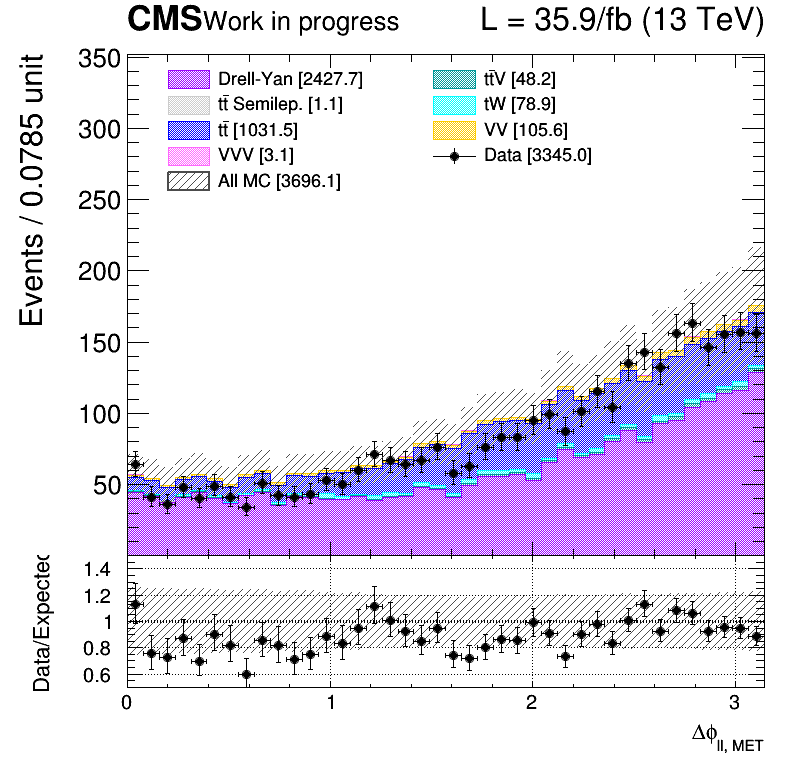 CMS Work in progress L = 35.9/fb (13 TeV)
Events / 0.0785 unit
350
300
250
200
150
100
50
Drell-Yan [2427.7]
tt̄ Semilep. [1.1]
tt̄ [1031.5]
VVV [3.1]
All MC [3696.1]
tt̄V [48.2]
tW [78.9]
VV [105.6]
Data [3345.0]
Data/Expected
1.4
1.2
1
0.8
0.6
0 1 2 3
Δϕll, MET